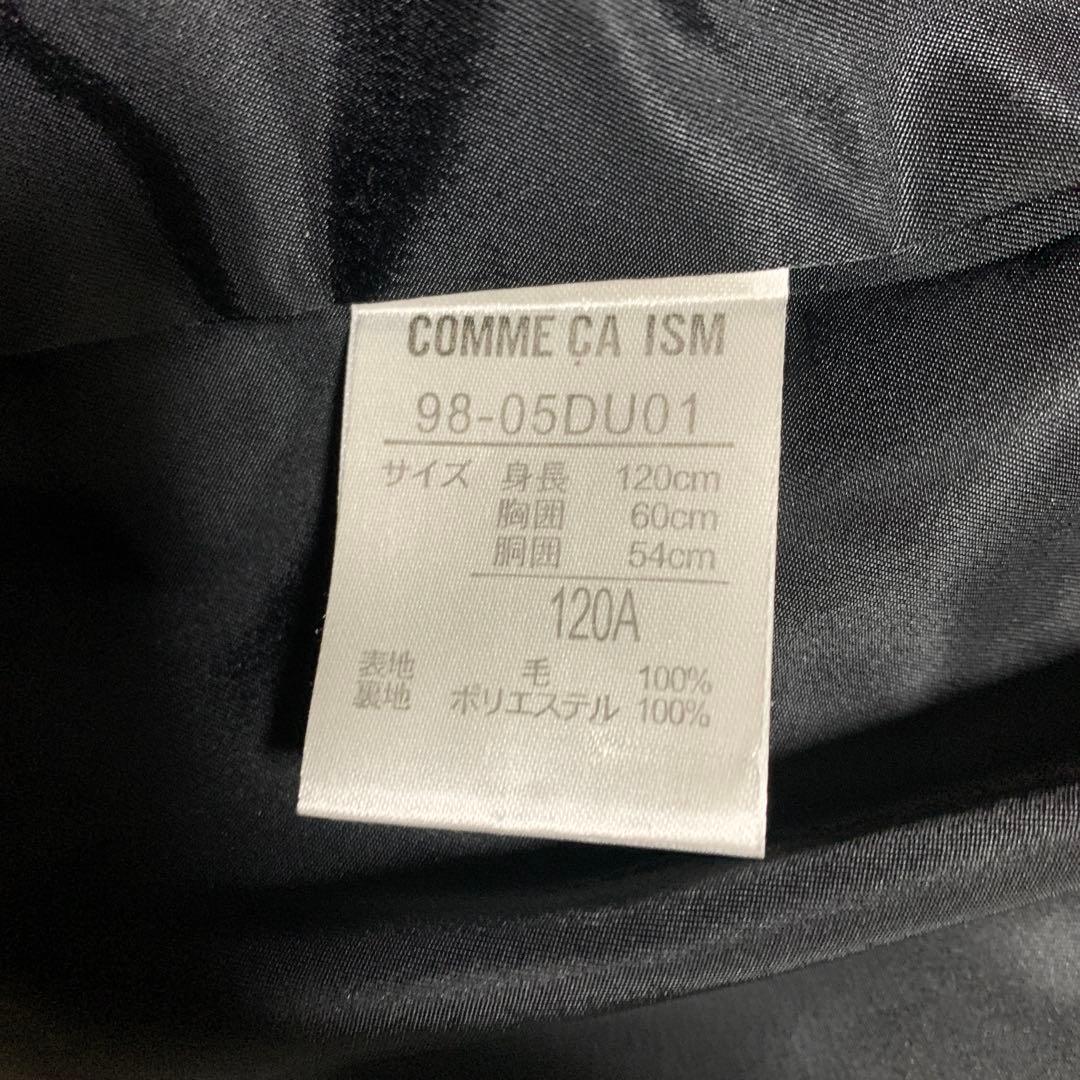 COMME ÇA ISM
98-05DU01
サイズ 身長 120cm
胸囲 60cm
胴囲 54cm
120A
表地 毛 100%
裏地 ポリエステル 100%